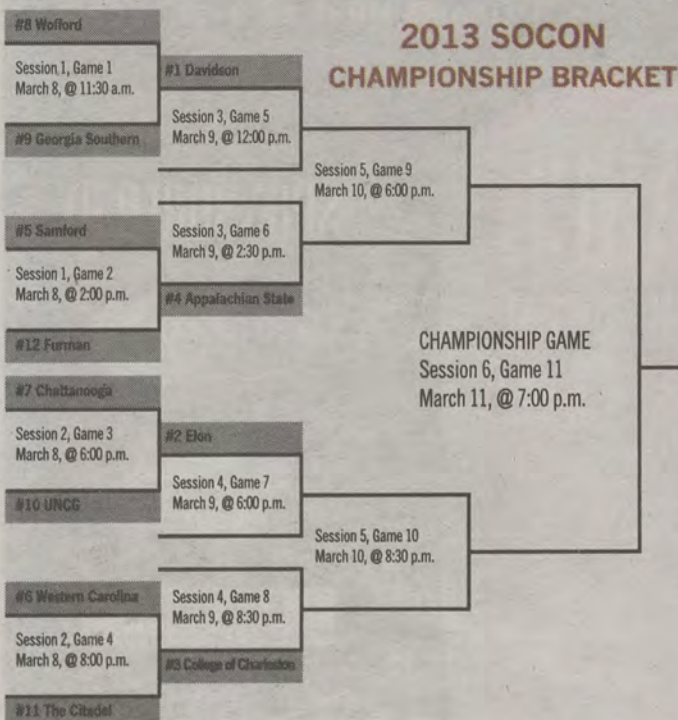 2013 SOCON
CHAMPIONSHIP BRACKET
#8 Wofford
Session 1, Game 1
March 8, @ 11:30 a.m.
#9 Georgia Southern
#5 Samford
Session 1, Game 2
March 8, @ 2:00 p.m.
#12 Furman
#7 Chattanooga
Session 2, Game 3
March 8, @ 6:00 p.m.
#10 UNCG
#6 Western Carolina
Session 2, Game 4
March 8, @ 8:00 p.m.
#11 The Citadel
#1 Davidson
Session 3, Game 5
March 9, @ 12:00 p.m.
Session 3, Game 6
March 9, @ 2:30 p.m.
#4 Appalachian State
#2 Elon
Session 4, Game 7
March 9, @ 6:00 p.m.
Session 4, Game 8
March 9, @ 8:30 p.m.
#3 College of Charleston
Session 5, Game 9
March 10, @ 6:00 p.m.
Session 5, Game 10
March 10, @ 8:30 p.m.
CHAMPIONSHIP GAME
Session 6, Game 11
March 11, @ 7:00 p.m.